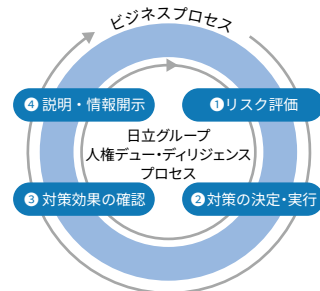 ビジネスプロセス
❹ 説明・情報開示
❶リスク評価
日立グループ
人権デュー・ディリジェンス
プロセス
❸ 対策効果の確認
❷ 対策の決定・実行